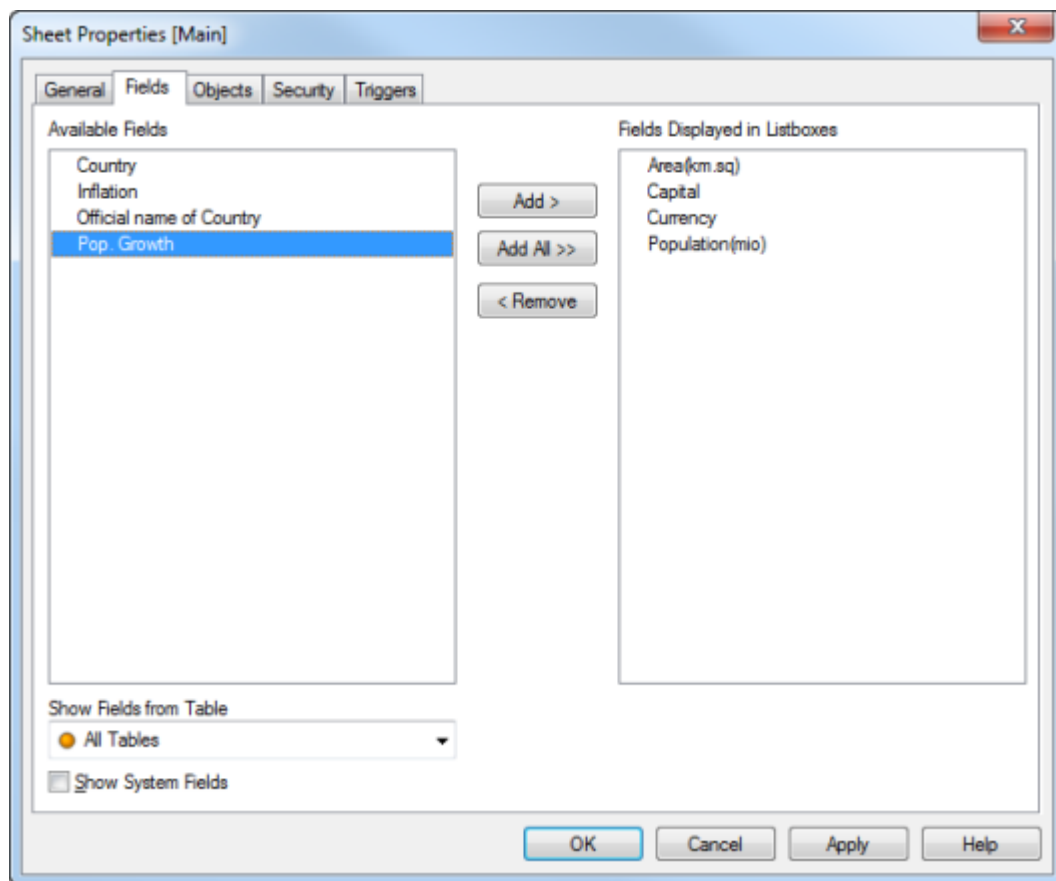 Sheet Properties [Main]
General Fields Objects Security Triggers
Available Fields
Country
Inflation
Official name of Country
Pop. Growth
Add >
Add All >>
< Remove
Fields Displayed in Listboxes
Area(km.sq)
Capital
Currency
Population(mio)
Show Fields from Table
All Tables
Show System Fields
OK Cancel Apply Help